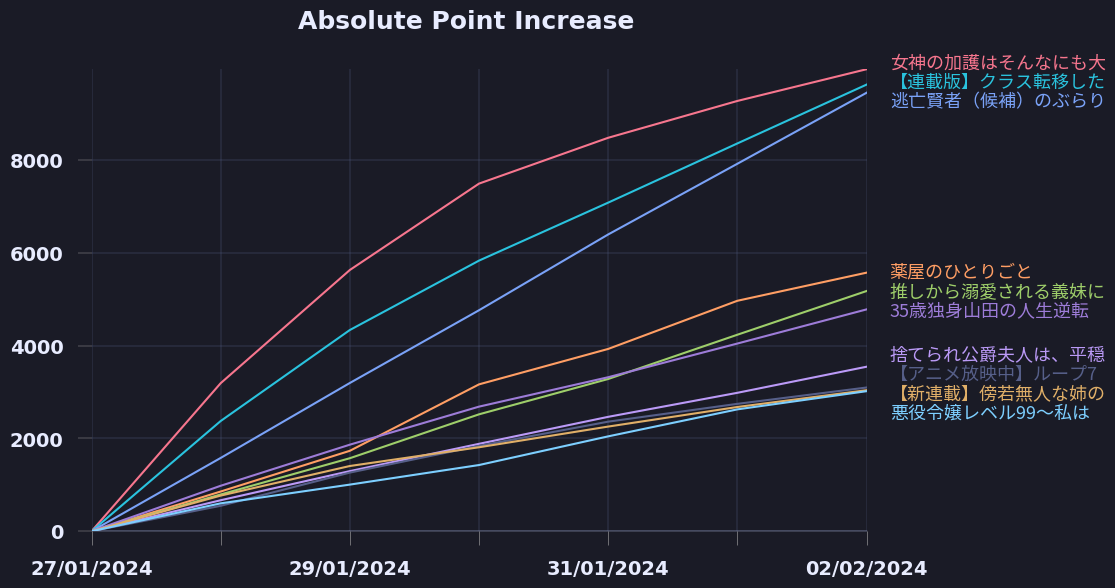 Absolute Point Increase
女神の加護はそんなにも大
【連載版】クラス転移した
逃亡賢者（候補）のぶらり
8000
6000
薬屋のひとりごと
推しから溺愛される義妹に
35歳独身山田の人生逆転
4000
捨てられ公爵夫人は、平穏
【アニメ放映中】ループ7
【新連載】傍若無人な姉の
悪役令嬢レベル99～私は
2000
0
27/01/2024
29/01/2024
31/01/2024
02/02/2024